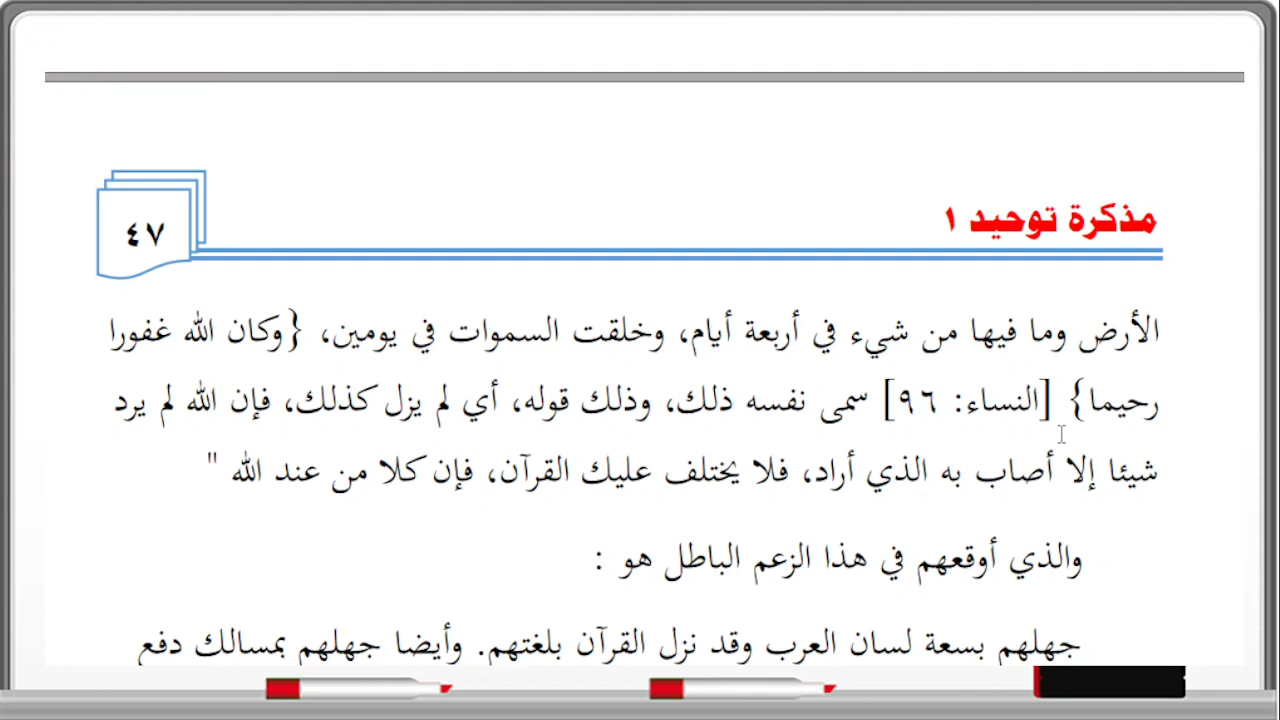 مذكرة توحيد ١
٤٧
الأرض وما فيها من شيء في أربعة أيام، وخلقت السموات في يومين، {وكان الله غفورا
رحيما} [النساء: ٩٦] سمى نفسه ذلك، وذلك قوله، أي لم يزل كذلك، فإن الله لم يرد
شيئا إلا أصاب به الذي أراد، فلا يختلف عليك القرآن، فإن كلا من عند الله "
والذي أوقعهم في هذا الزعم الباطل هو :
جهلهم بسعة لسان العرب وقد نزل القرآن بلغتهم. وأيضا جهلهم بمسالك دفع